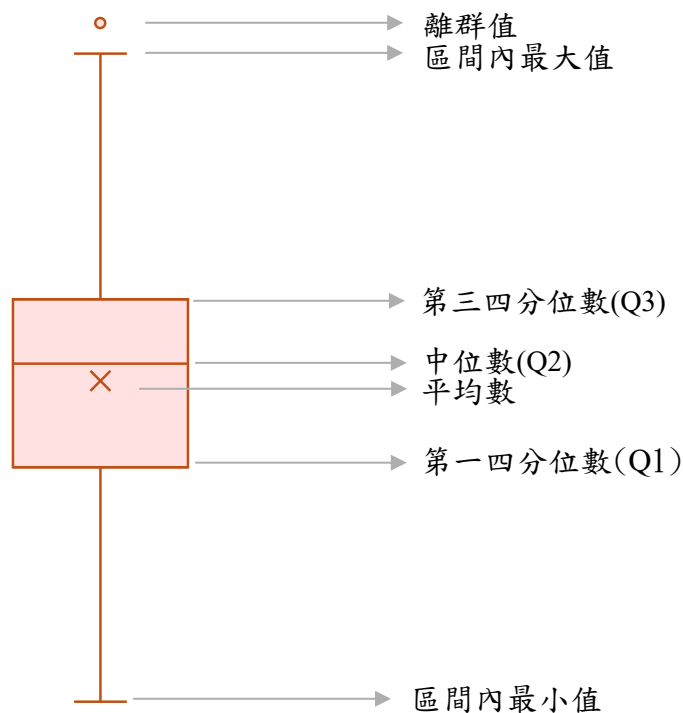 離群值
區間內最大值
第三四分位數(Q3)
中位數(Q2)
平均數
第一四分位數(Q1)
區間內最小值